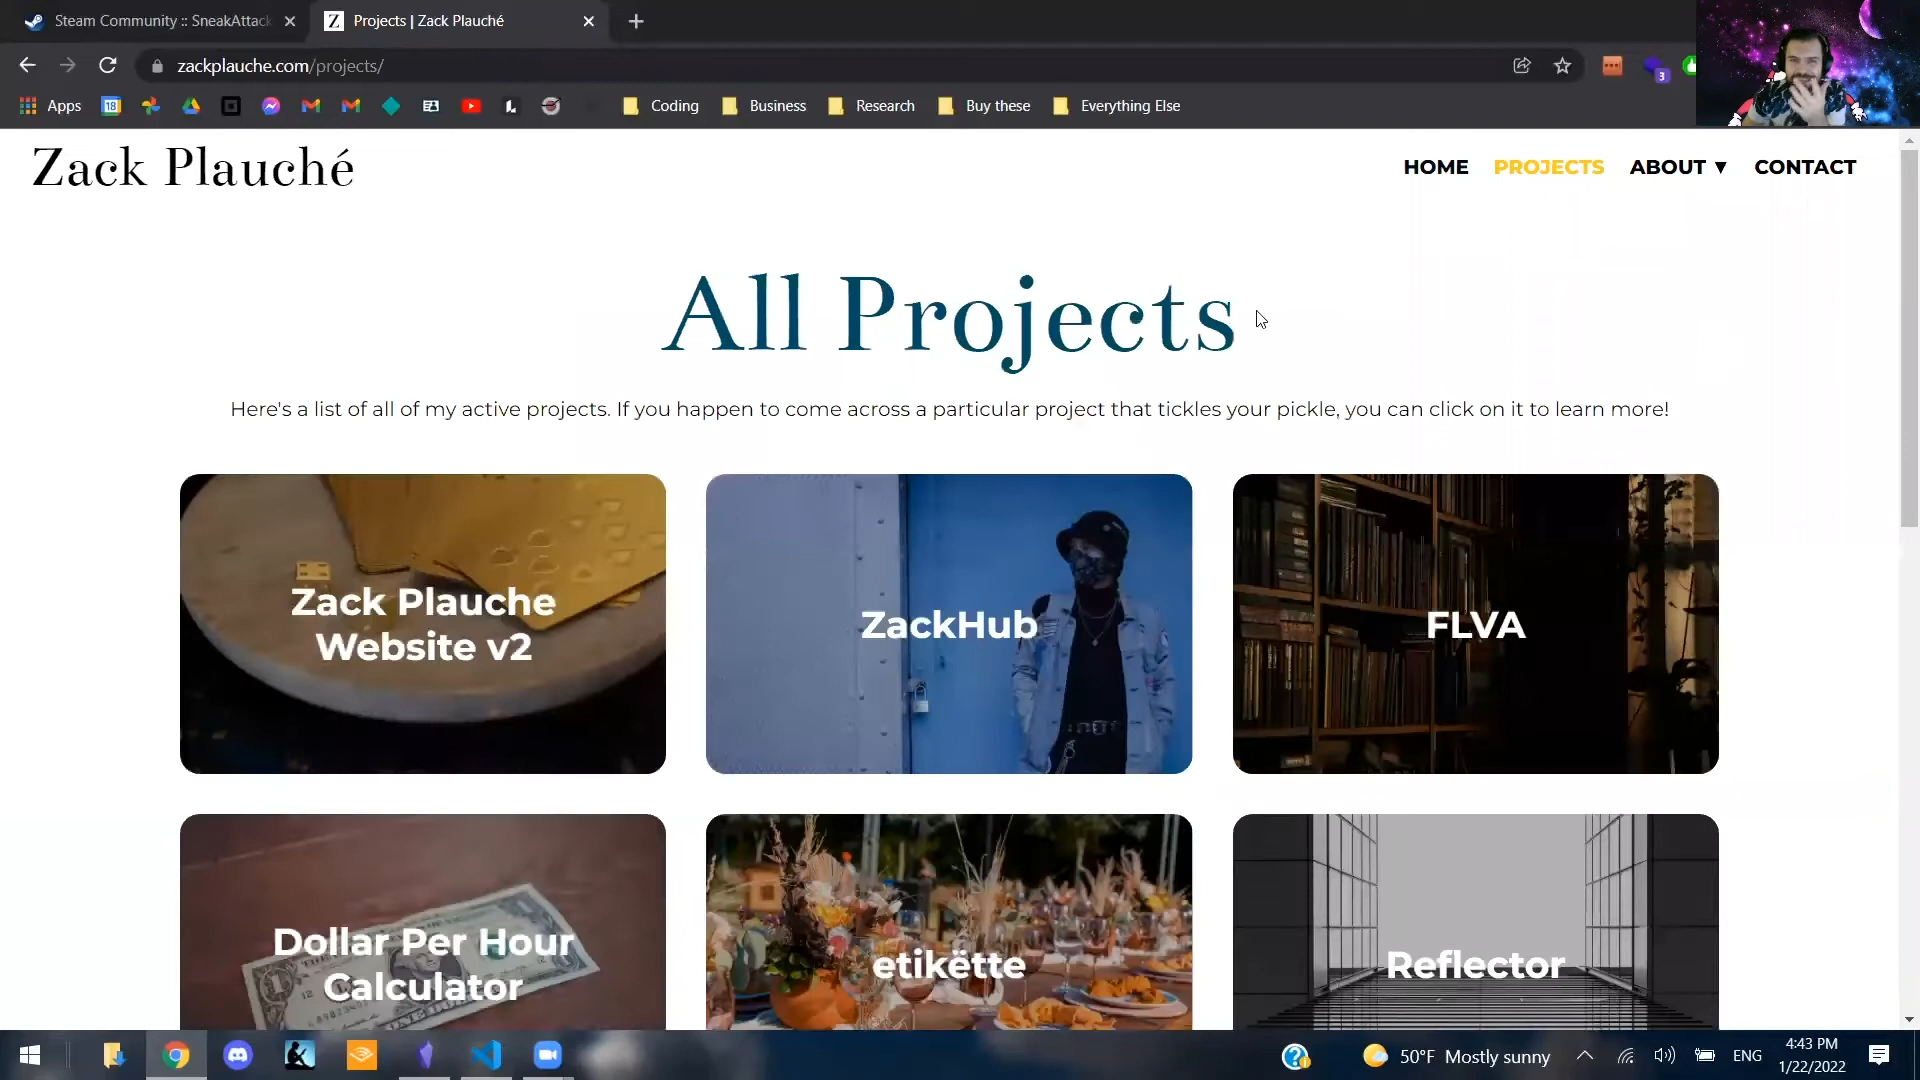 Steam Community :: SneakAttack
Projects | Zack Plauché
zackplauche.com/projects/
3
Apps
18
Coding
Business
Research
Buy these
Everything Else
Zack Plauché
HOME
PROJECTS
ABOUT ▼
CONTACT
All Projects
Here's a list of all of my active projects. If you happen to come across a particular project that tickles your pickle, you can click on it to learn more!
Zack Plauche
Website v2
ZackHub
FLVA
Dollar Per Hour
Calculator
etikëtte
Reflector
50°F Mostly sunny
ENG
4:43 PM
1/22/2022